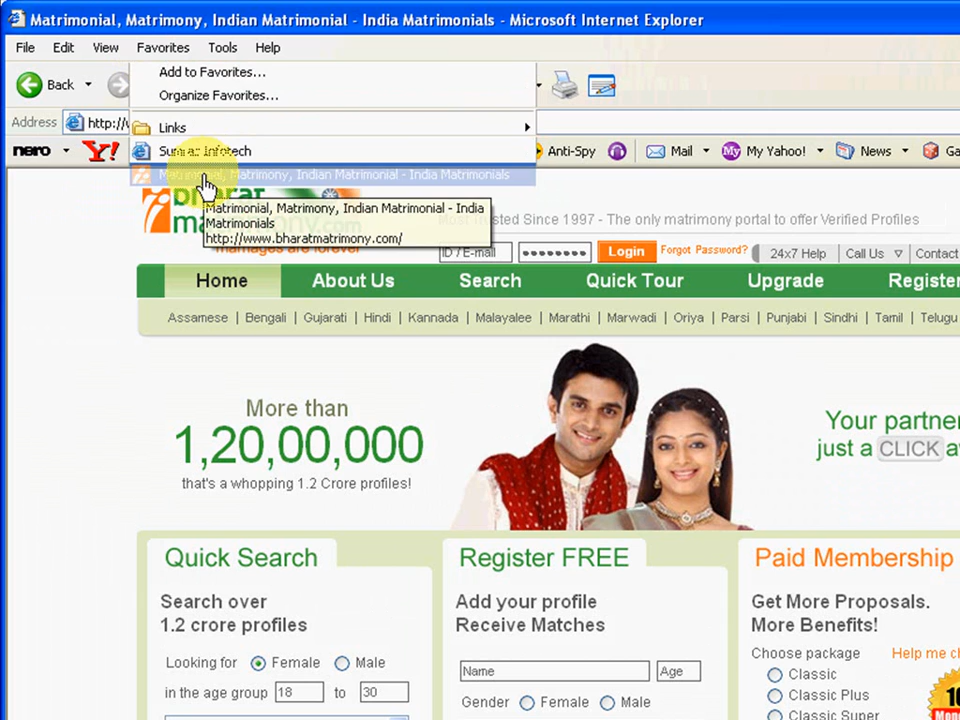 Matrimonial, Matrimony, Indian Matrimonial - India Matrimonials - Microsoft Internet Explorer
File Edit View Favorites Tools Help
Add to Favorites...
Back
Organize Favorites...
Address http://
Links
nero Y! Infotech Anti-Spy Mail My Yahoo! News Ga
Matrimonial, Matrimony, Indian Matrimonial - India Matrimonials
Matrimonial, Matrimony, Indian Matrimonial - India
Matrimonials
http://www.bharatmatrimony.com/
Trusted Since 1997 - The only matrimony portal to offer Verified Profiles
ID / E-mail •••••••• Login Forgot Password? 24x7 Help Call Us Contact
Home About Us Search Quick Tour Upgrade Register
Assamese | Bengali | Gujarati | Hindi | Kannada | Malayalee | Marathi | Marwadi | Oriya | Parsi | Punjabi | Sindhi | Tamil | Telugu
More than
1,20,00,000
that's a whopping 1.2 Crore profiles!
Your partne
just a CLICK a
Quick Search
Search over
1.2 crore profiles
Looking for Female Male
in the age group 18 to 30
Register FREE
Add your profile
Receive Matches
Name Age
Gender Female Male
Paid Membership
Get More Proposals.
More Benefits!
Choose package Help me ch
Classic
Classic Plus
Classic Super